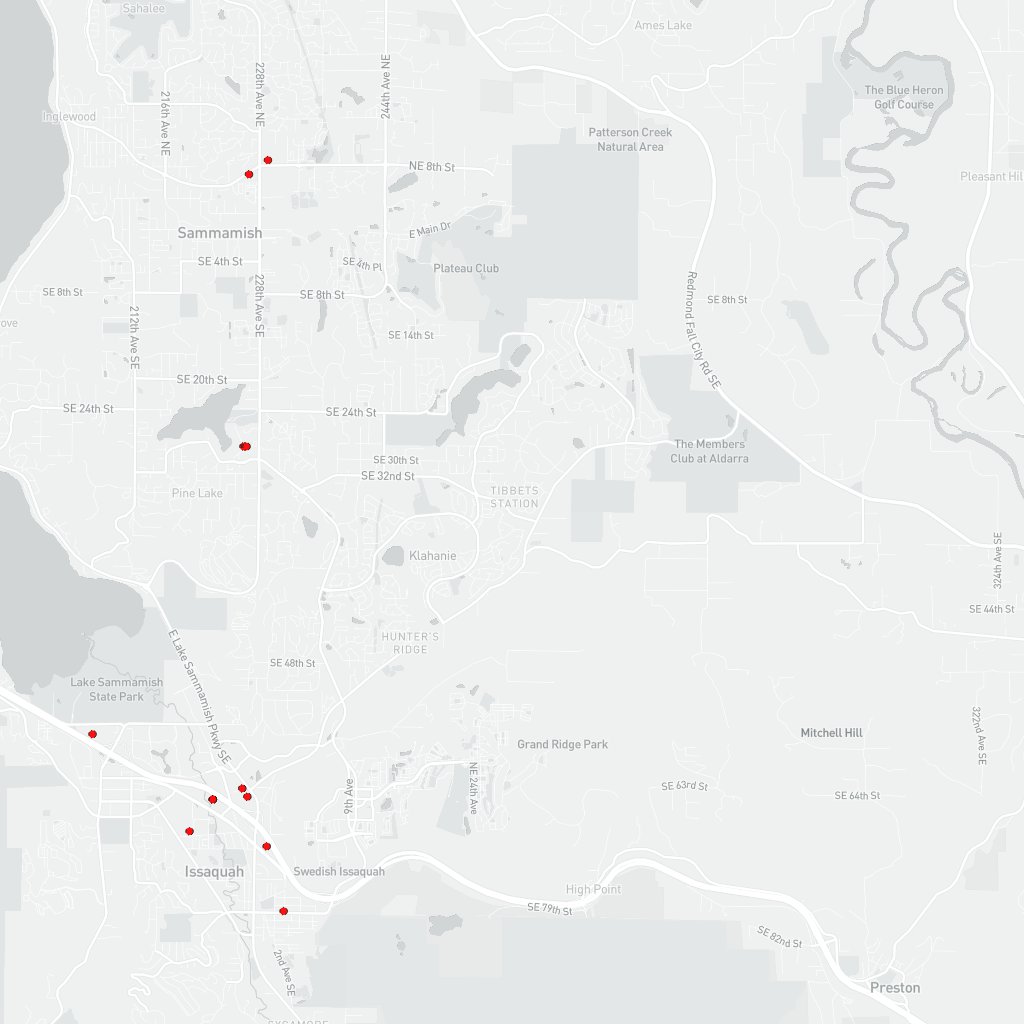 Sahalee
Ames Lake
228th Ave NE
244th Ave NE
216th Ave NE
Inglewood
The Blue Heron
Golf Course
Patterson Creek
Natural Area
NE 8th St
Pleasant Hil
Sammamish
E Main Dr
SE 4th St
SE 4th Pl
Plateau Club
SE 8th St
SE 8th St
SE 8th St
228th Ave SE
212th Ave SE
Redmond Fall City Rd SE
ove
SE 14th St
SE 20th St
SE 24th St
SE 24th St
The Members
Club at Aldarra
SE 30th St
SE 32nd St
Pine Lake
TIBBETS
STATION
Klahanie
324th Ave SE
SE 44th St
HUNTER'S
RIDGE
E Lake Sammamish Pkwy SE
SE 48th St
Lake Sammamish
State Park
322nd Ave SE
Mitchell Hill
Grand Ridge Park
NE 24th Ave
9th Ave
SE 63rd St
SE 64th St
Issaquah
Swedish Issaquah
High Point
SE 79th St
SE 82nd St
2nd Ave SE
Preston
SYCAMORE